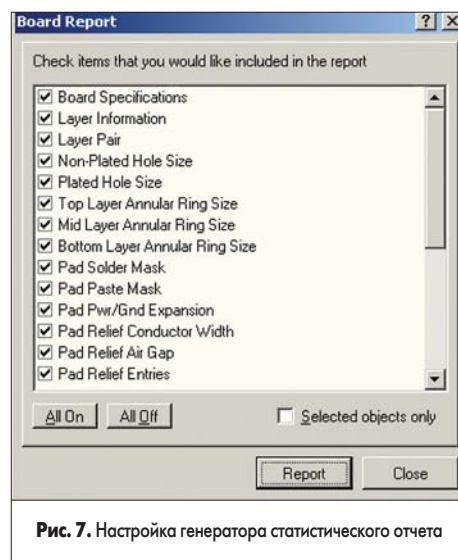 Board Report
Check items that you would like included in the report
Board Specifications
Layer Information
Layer Pair
Non-Plated Hole Size
Plated Hole Size
Top Layer Annular Ring Size
Mid Layer Annular Ring Size
Bottom Layer Annular Ring Size
Pad Solder Mask
Pad Paste Mask
Pad Pwr/Gnd Expansion
Pad Relief Conductor Width
Pad Relief Air Gap
Pad Relief Entries
All On All Off Selected objects only
Report Close
Рис. 7. Настройка генератора статистического отчета